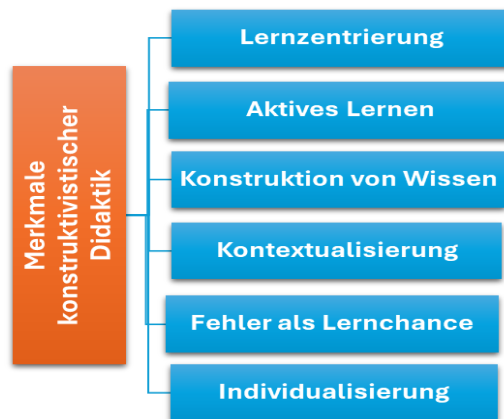 Merkmale
konstruktivistischer
Didaktik
Lernzentrierung
Aktives Lernen
Konstruktion von Wissen
Kontextualisierung
Fehler als Lernchance
Individualisierung